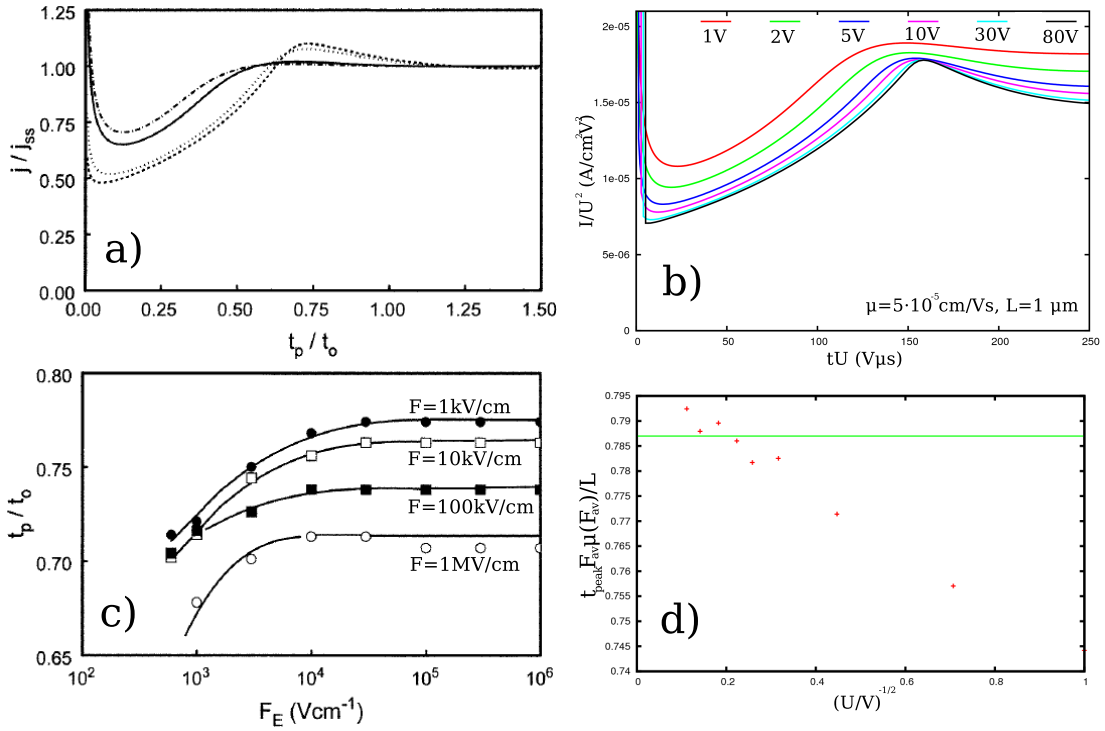 1.25
1.00
0.75
0.50
0.25
0.00
j / jss
a)
0.00 0.25 0.50 0.75 1.00 1.25 1.50
tp / to
2e-05
1.5e-05
1e-05
5e-06
0
I/U² (A/cm²V²)
1V 2V 5V 10V 30V 80V
b)
μ=5·10⁻⁵cm/Vs, L=1 μm
0 50 100 150 200 250
tU (Vμs)
0.80
0.75
0.70
0.65
tp / to
F=1kV/cm
F=10kV/cm
F=100kV/cm
F=1MV/cm
c)
10² 10³ 10⁴ 10⁵ 10⁶
FE (Vcm⁻¹)
0.795
0.79
0.785
0.78
0.775
0.77
0.765
0.76
0.755
0.75
0.745
0.74
tpeakFavμ(Fav)/L
d)
0 0.2 0.4 0.6 0.8 1
(U/V)⁻¹/²